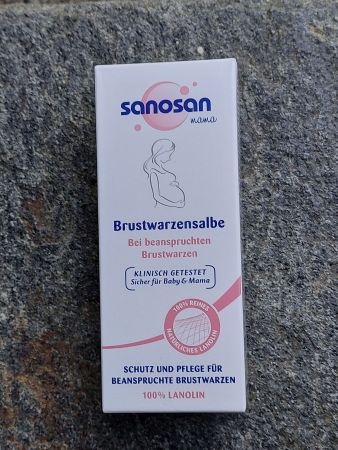 sanosan
mama
Brustwarzensalbe
Bei beanspruchten
Brustwarzen
KLINISCH GETESTET
Sicher für Baby & Mama
100% REINES
NATÜRLICHES LANOLIN
SCHUTZ UND PFLEGE FÜR
BEANSPRUCHTE BRUSTWARZEN
100% LANOLIN